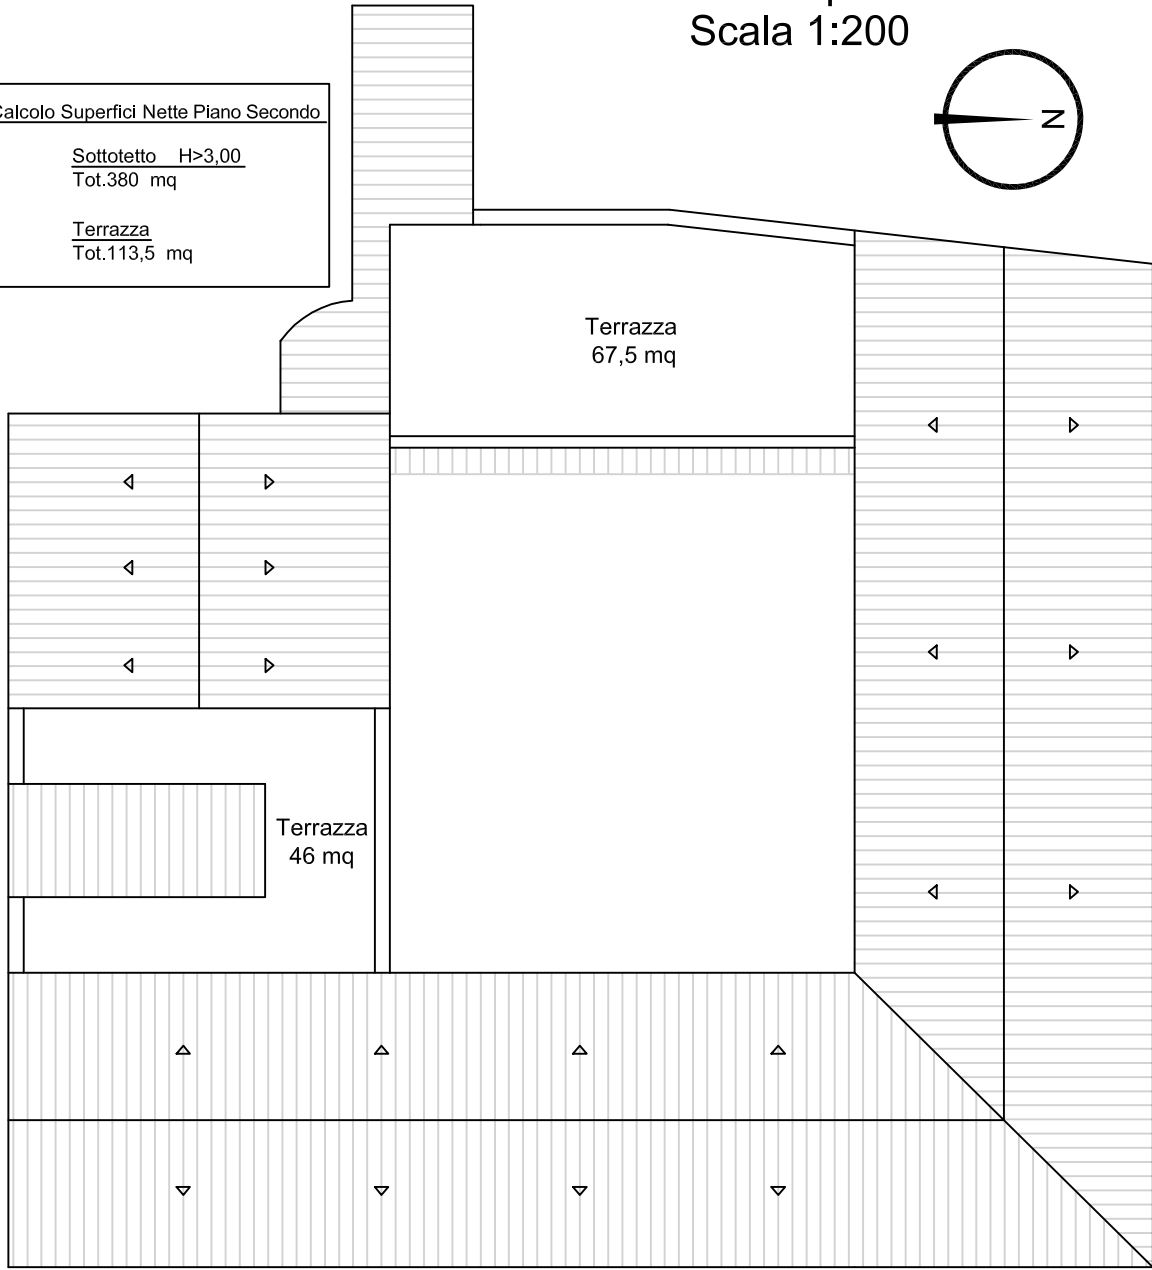 Scala 1:200
N
Calcolo Superfici Nette Piano Secondo
Sottotetto H>3,00
Tot.380 mq
Terrazza
Tot.113,5 mq
Terrazza
67,5 mq
Terrazza
46 mq